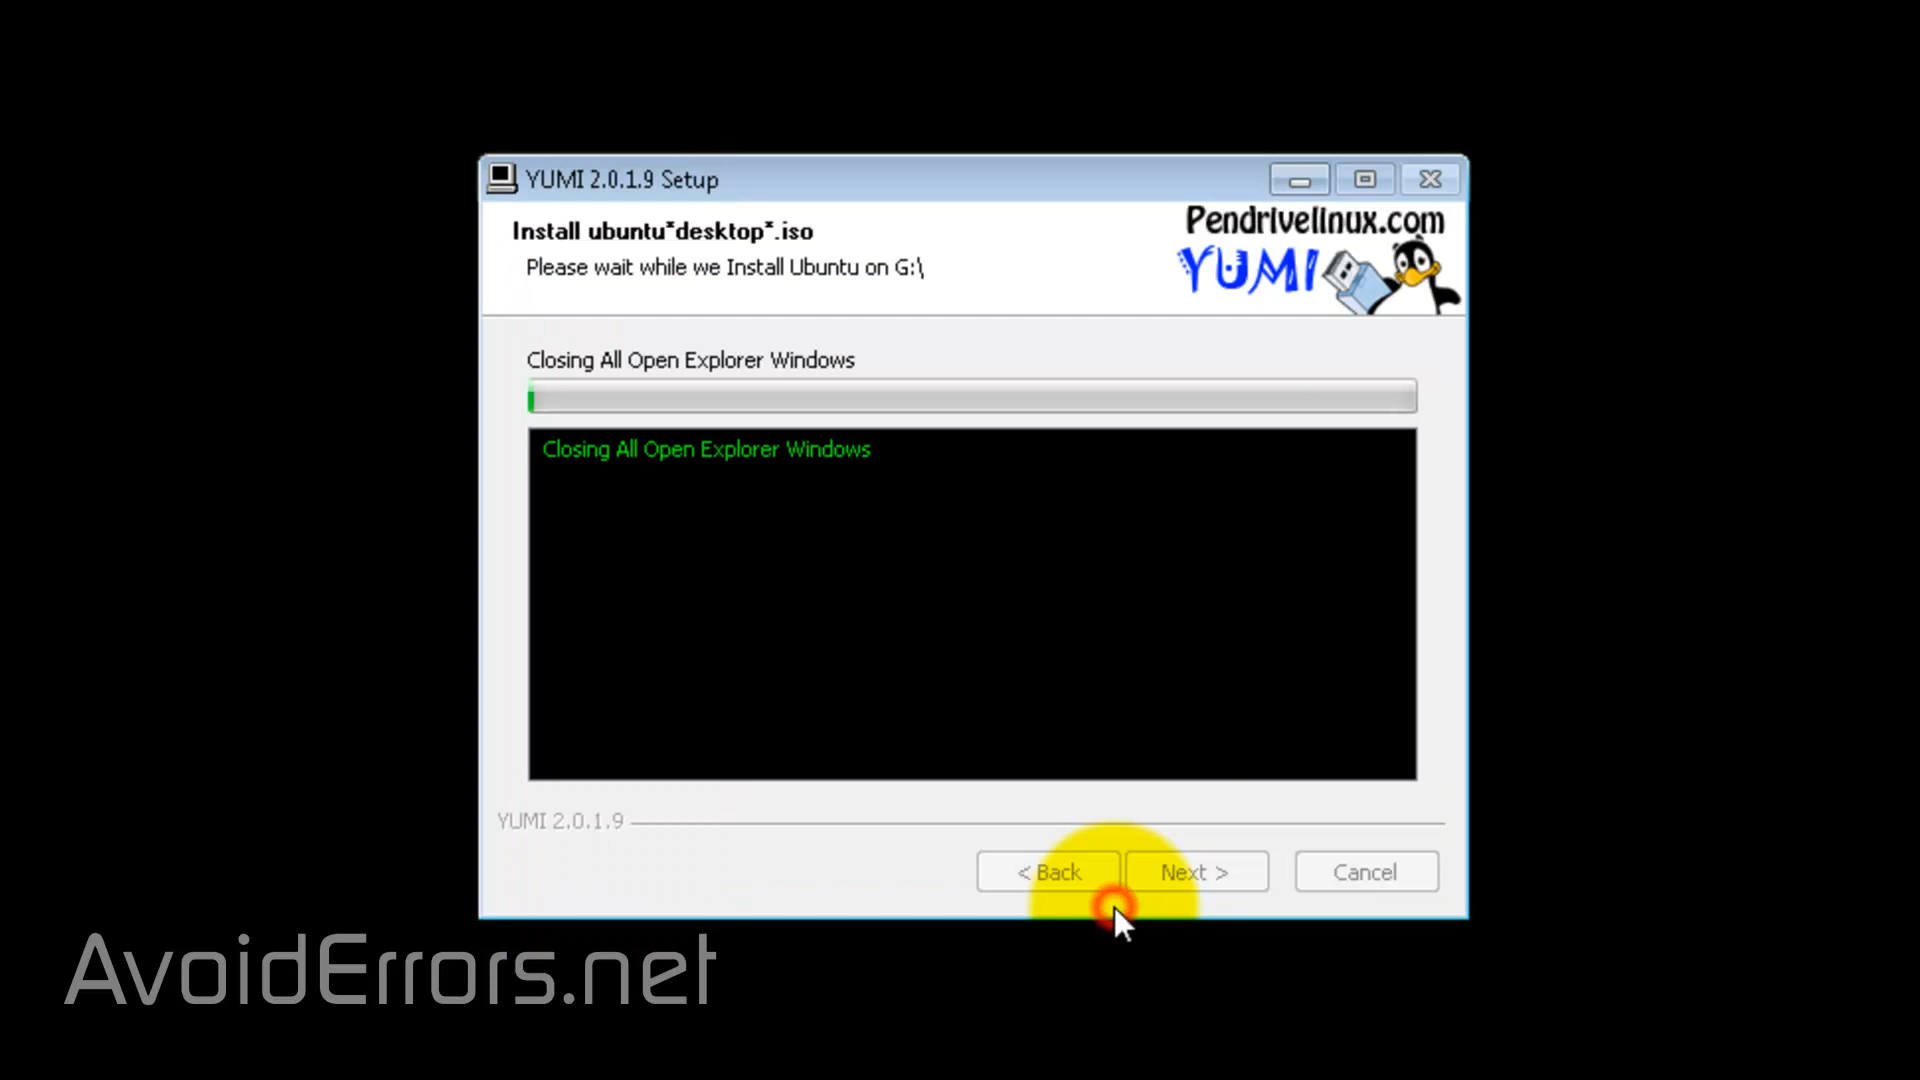 YUMI 2.0.1.9 Setup
Install ubuntu*desktop*.iso
Please wait while we Install Ubuntu on G:\
Pendrivelinux.com
YUMI
Closing All Open Explorer Windows
Closing All Open Explorer Windows
YUMI 2.0.1.9
< Back
Next >
Cancel
AvoidErrors.net